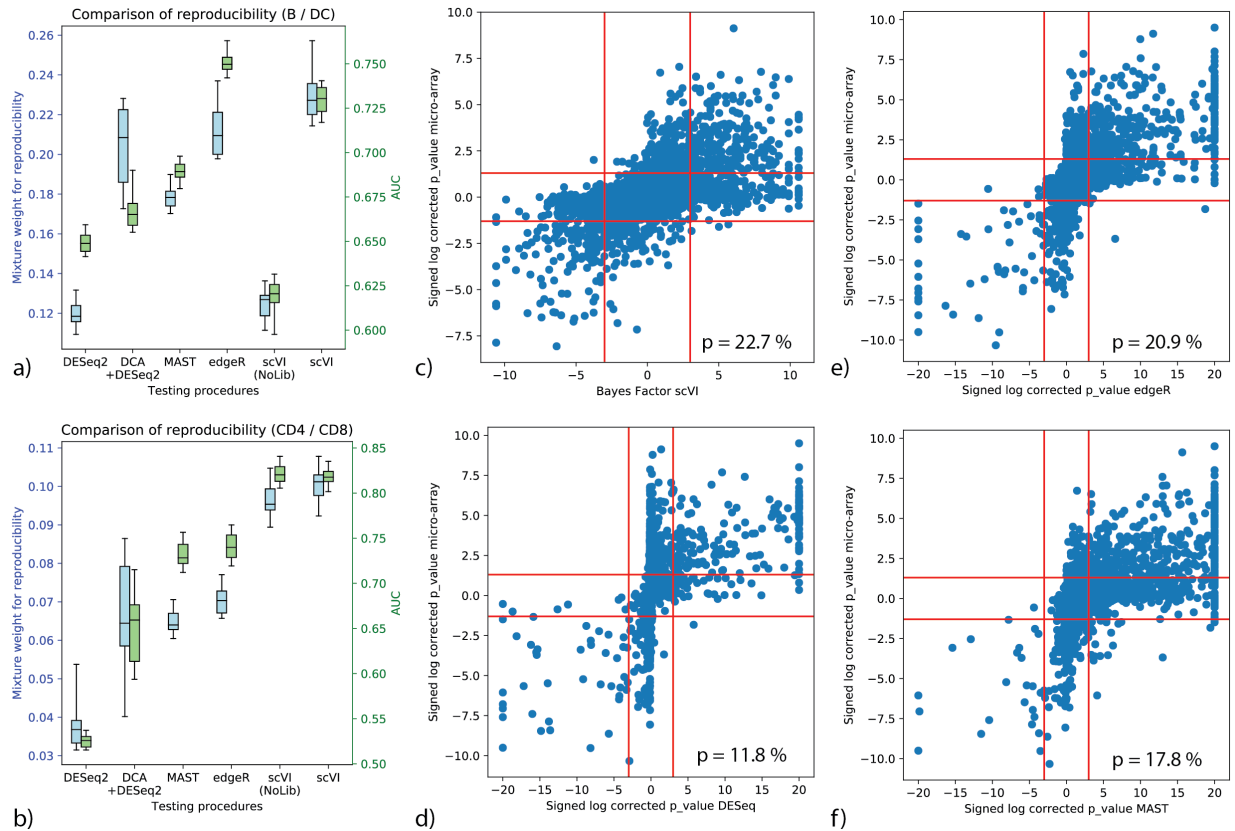 Comparison of reproducibility (B / DC)
Mixture weight for reproducibility
0.26
0.24
0.22
0.20
0.18
0.16
0.14
0.12
0.750
0.725
0.700
0.675
0.650
0.625
0.600
AUC
DESeq2
DCA
+DESeq2
MAST
edgeR
scVI
(NoLib)
scVI
Testing procedures
a)
Signed log corrected p_value micro-array
10.0
7.5
5.0
2.5
0.0
−2.5
−5.0
−7.5
p = 22.7 %
−10
−5
0
5
10
Bayes Factor scVI
c)
Signed log corrected p_value micro-array
10.0
7.5
5.0
2.5
0.0
−2.5
−5.0
−7.5
−10.0
p = 20.9 %
−20
−15
−10
−5
0
5
10
15
20
Signed log corrected p_value edgeR
e)
Comparison of reproducibility (CD4 / CD8)
Mixture weight for reproducibility
0.11
0.10
0.09
0.08
0.07
0.06
0.05
0.04
0.03
0.85
0.80
0.75
0.70
0.65
0.60
0.55
0.50
AUC
DESeq2
DCA
+DESeq2
MAST
edgeR
scVI
(NoLib)
scVI
Testing procedures
b)
Signed log corrected p_value micro-array
10.0
7.5
5.0
2.5
0.0
−2.5
−5.0
−7.5
−10.0
p = 11.8 %
−20
−15
−10
−5
0
5
10
15
20
Signed log corrected p_value DESeq
d)
Signed log corrected p_value micro-array
10.0
7.5
5.0
2.5
0.0
−2.5
−5.0
−7.5
−10.0
p = 17.8 %
−20
−15
−10
−5
0
5
10
15
20
Signed log corrected p_value MAST
f)